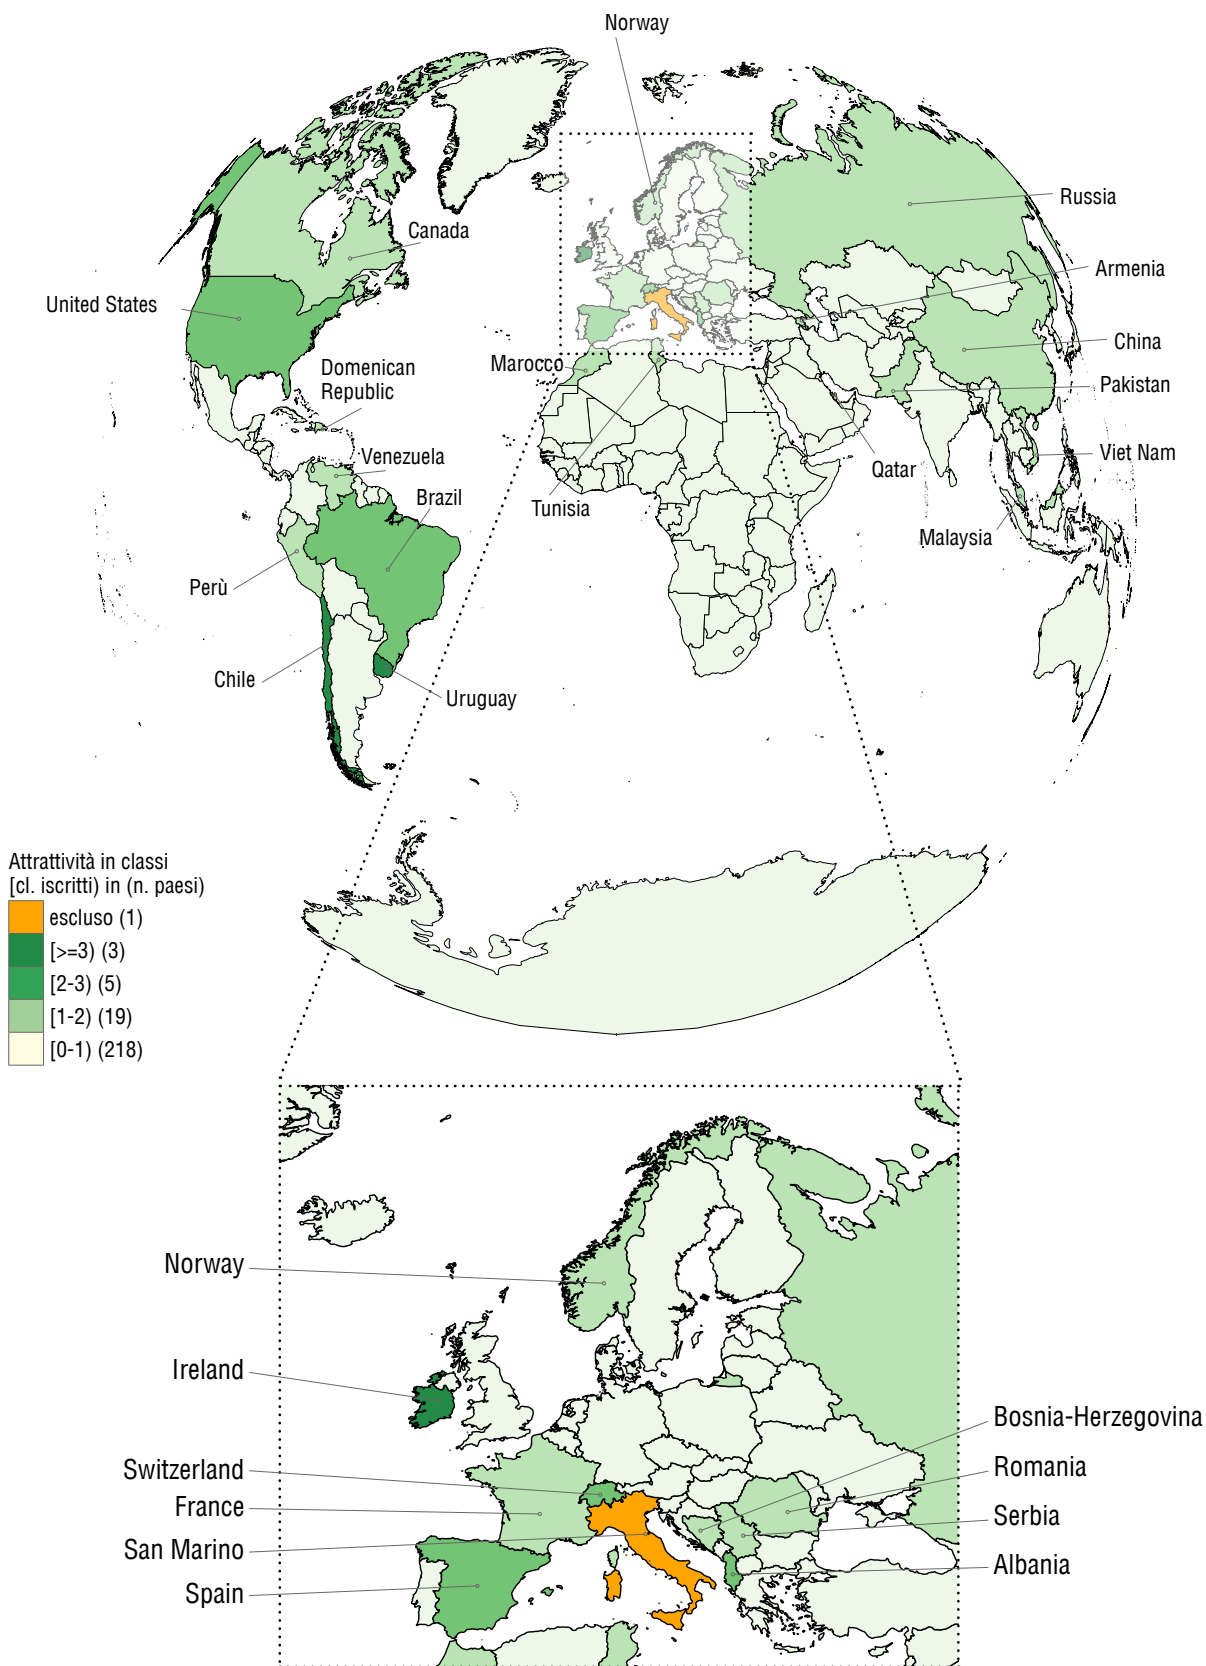 Norway
Russia
Canada
Armenia
United States
China
Marocco
Domenican
Republic
Pakistan
Venezuela
Viet Nam
Qatar
Brazil
Tunisia
Malaysia
Perù
Chile
Uruguay
Attrattività in classi
[cl. iscritti) in (n. paesi)
escluso (1)
[>=3) (3)
[2-3) (5)
[1-2) (19)
[0-1) (218)
Norway
Ireland
Bosnia-Herzegovina
Switzerland
Romania
France
Serbia
San Marino
Albania
Spain